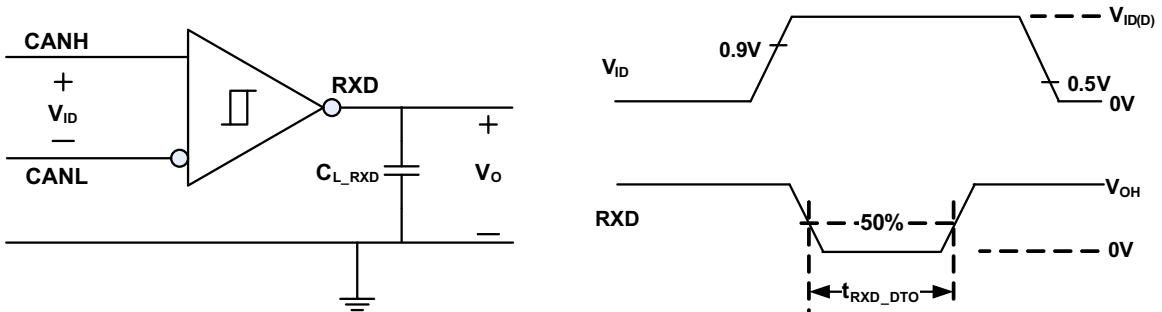 CANH
+
V_ID
—
CANL
RXD
C_L_RXD
+
V_O
—
V_ID
0.9V
V_ID(D)
0.5V
0V
RXD
50%
V_OH
0V
t_RXD_DTO